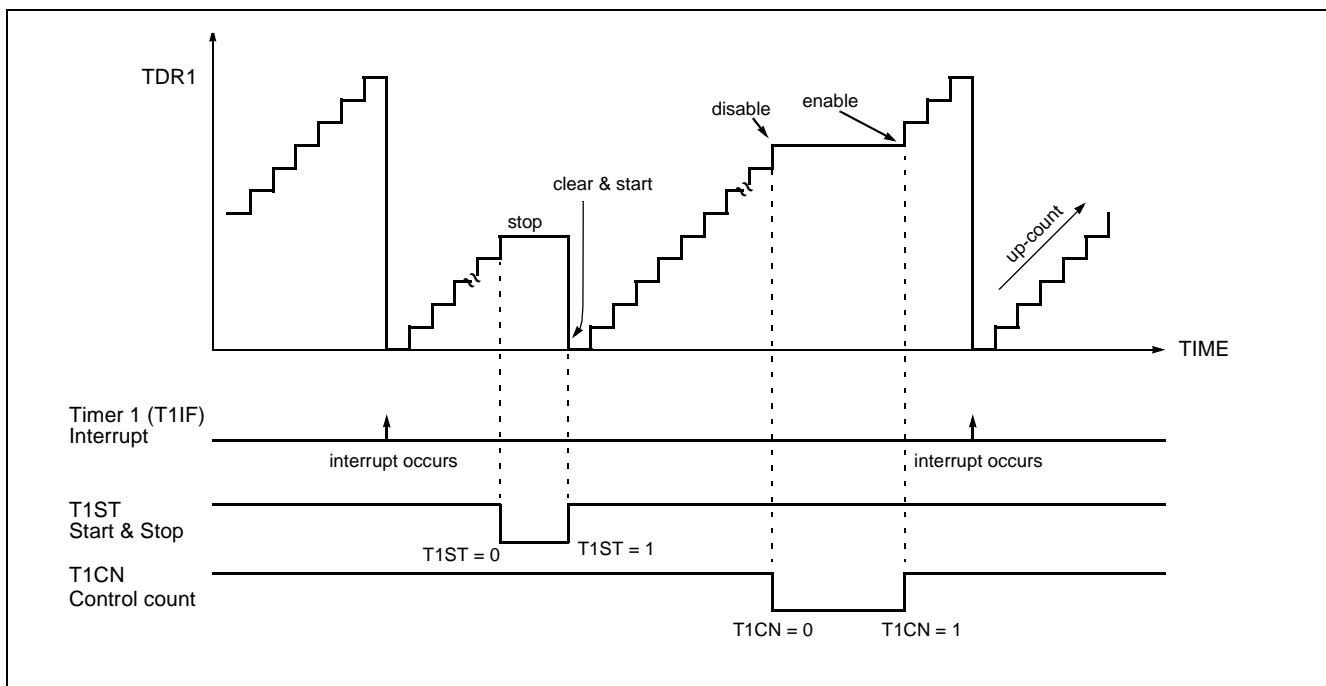 TDR1
disable
enable
clear & start
stop
up-count
TIME
Timer 1 (T1IF)
Interrupt
interrupt occurs
interrupt occurs
T1ST
Start & Stop
T1ST = 0
T1ST = 1
T1CN
Control count
T1CN = 0
T1CN = 1